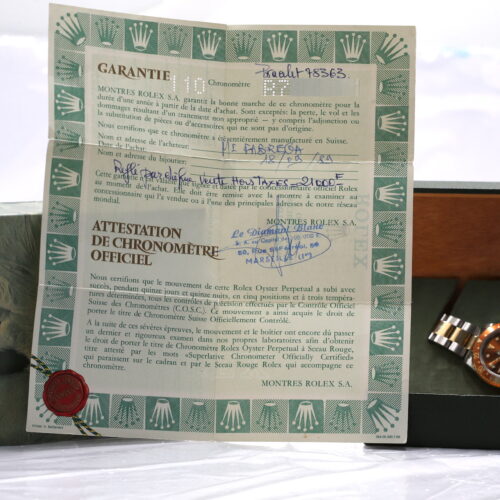 Bracelet 78363.
GARANTIE 110 Chronomètre R7
MONTRES ROLEX S.A. garantit la bonne marche de ce chronomètre pour la
durée d'une année à partir de la date d'achat. Sont exceptés: la perte, le vol et les
dommages résultant d'un traitement non approprié — y compris l'adjonction ou
la substitution de pièces ou d'accessoires qui ne sont pas d'origine.
Nous certifions que ce chronomètre a été entièrement manufacturé en Suisse.
Nom et adresse de l'acheteur: MI FABREGA
Date de l'achat:
Nom et adresse du bijoutier:
Cette garantie n'est valable que signée et datée par le concessionnaire officiel Rolex
au moment de l'achat. Elle doit être remise avec la montre à examiner au
concessionnaire qui l'a vendue ou à l'une des principales adresses de notre réseau
mondial.
MONTRES ROLEX S.A.
ATTESTATION
DE CHRONOMÈTRE
OFFICIEL
Le Diamant Blanc
MARSEILLE
ROLEX
Nous certifions que le mouvement de cette Rolex Oyster Perpetual a subi avec
succès, pendant quinze jours et quinze nuits, en cinq positions et à trois tempéra-
tures déterminées, tous les contrôles de précision effectués par le Contrôle Officiel
Suisse des Chronomètres (C.O.S.C.). Ce mouvement a ainsi acquis le droit de
porter le titre de Chronomètre Suisse Officiellement Contrôlé.
A la suite de ces sévères épreuves, le mouvement et le boîtier ont encore dû passer
un dernier et rigoureux examen dans nos propres laboratoires afin d'obtenir
le droit de porter le titre de Chronomètre Rolex Oyster Perpetual à Sceau Rouge,
titre attesté par les mots «Superlative Chronometer Officially Certified»
qui paraissent sur le cadran et par le Sceau Rouge Rolex qui accompagne ce
chronomètre.
MONTRES ROLEX S.A.